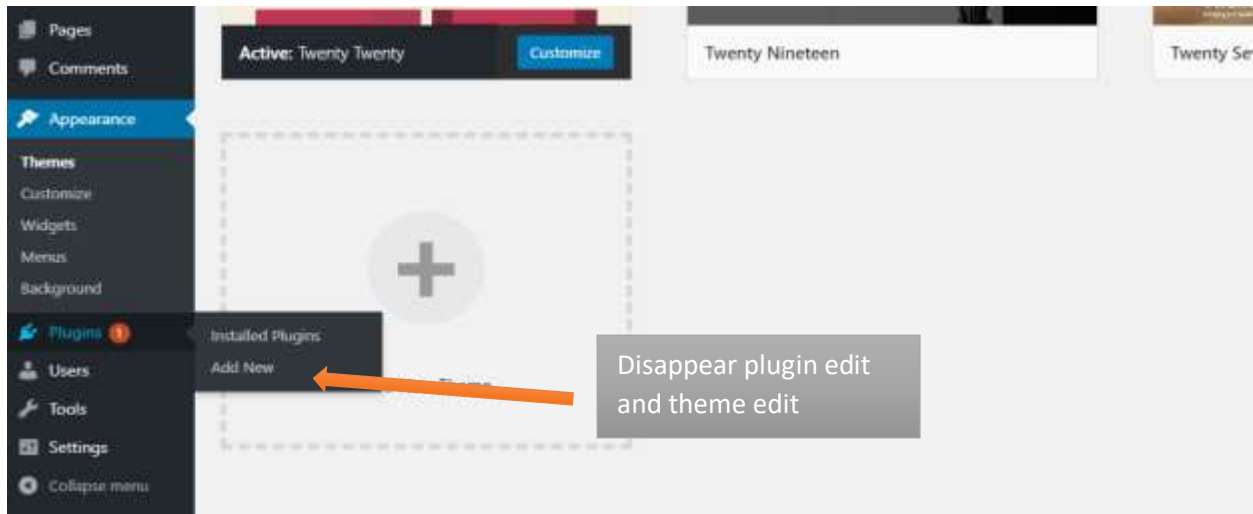 Pages
Comments
Appearance
Themes
Customize
Widgets
Menus
Background
Plugins 1
Users
Tools
Settings
Collapse menu
Active: Twenty Twenty
Customize
Twenty Nineteen
Twenty Se
Installed Plugins
Add New
Theme
Disappear plugin edit
and theme edit